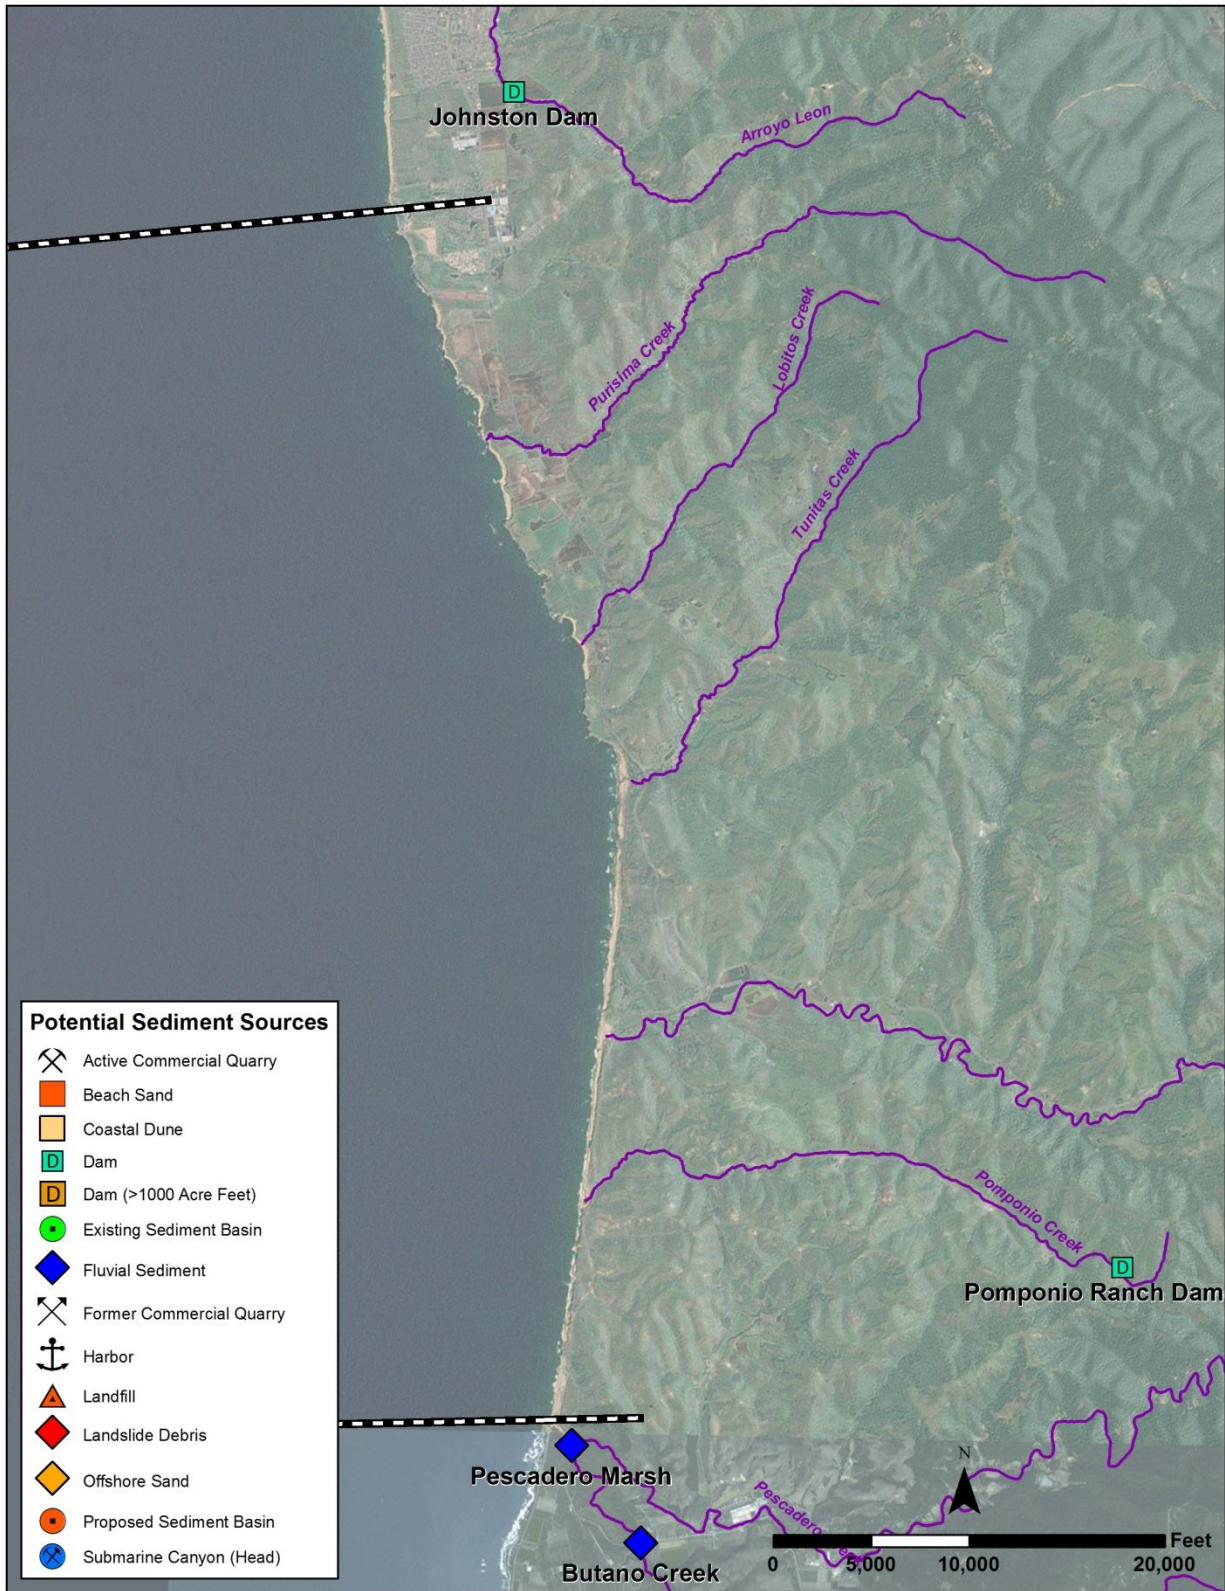 D
Johnston Dam
Arroyo Leon
Purisima Creek
Lobitos Creek
Tunitas Creek
Potential Sediment Sources
Active Commercial Quarry
Beach Sand
Coastal Dune
D Dam
D Dam (>1000 Acre Feet)
Existing Sediment Basin
Fluvial Sediment
Former Commercial Quarry
Harbor
Landfill
Landslide Debris
Offshore Sand
Proposed Sediment Basin
Submarine Canyon (Head)
Pomponio Creek
D
Pomponio Ranch Dam
Pescadero Marsh
Pescadero
Butano Creek
N
Feet
0 5,000 10,000 20,000